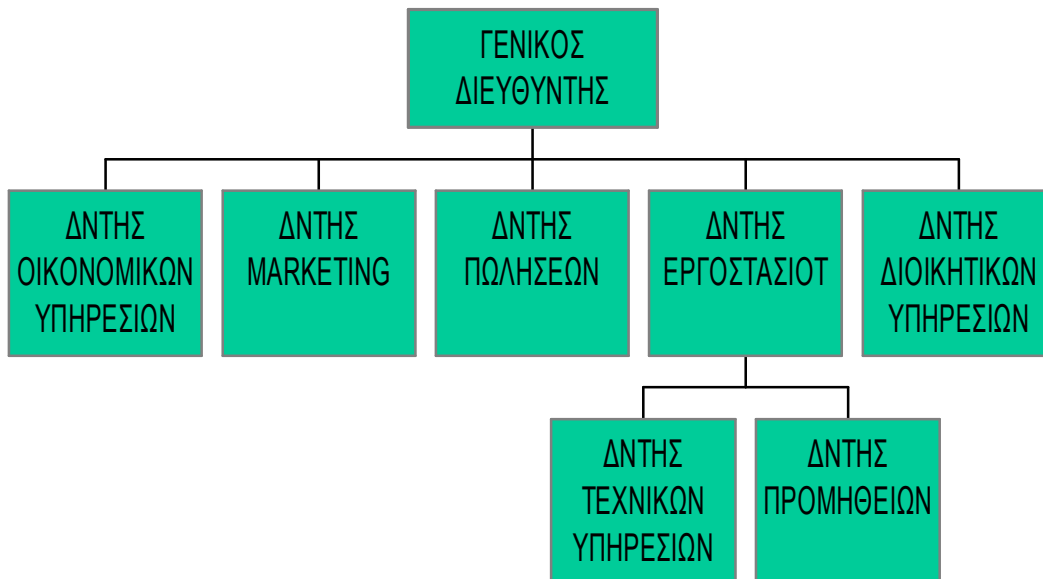 ΓΕΝΙΚΟΣ
ΔΙΕΥΘΥΝΤΗΣ
ΔΝΤΗΣ
ΟΙΚΟΝΟΜΙΚΩΝ
ΥΠΗΡΕΣΙΩΝ
ΔΝΤΗΣ
MARKETING
ΔΝΤΗΣ
ΠΩΛΗΣΕΩΝ
ΔΝΤΗΣ
ΕΡΓΟΣΤΑΣΙΟΤ
ΔΝΤΗΣ
ΔΙΟΙΚΗΤΙΚΩΝ
ΥΠΗΡΕΣΙΩΝ
ΔΝΤΗΣ
ΤΕΧΝΙΚΩΝ
ΥΠΗΡΕΣΙΩΝ
ΔΝΤΗΣ
ΠΡΟΜΗΘΕΙΩΝ